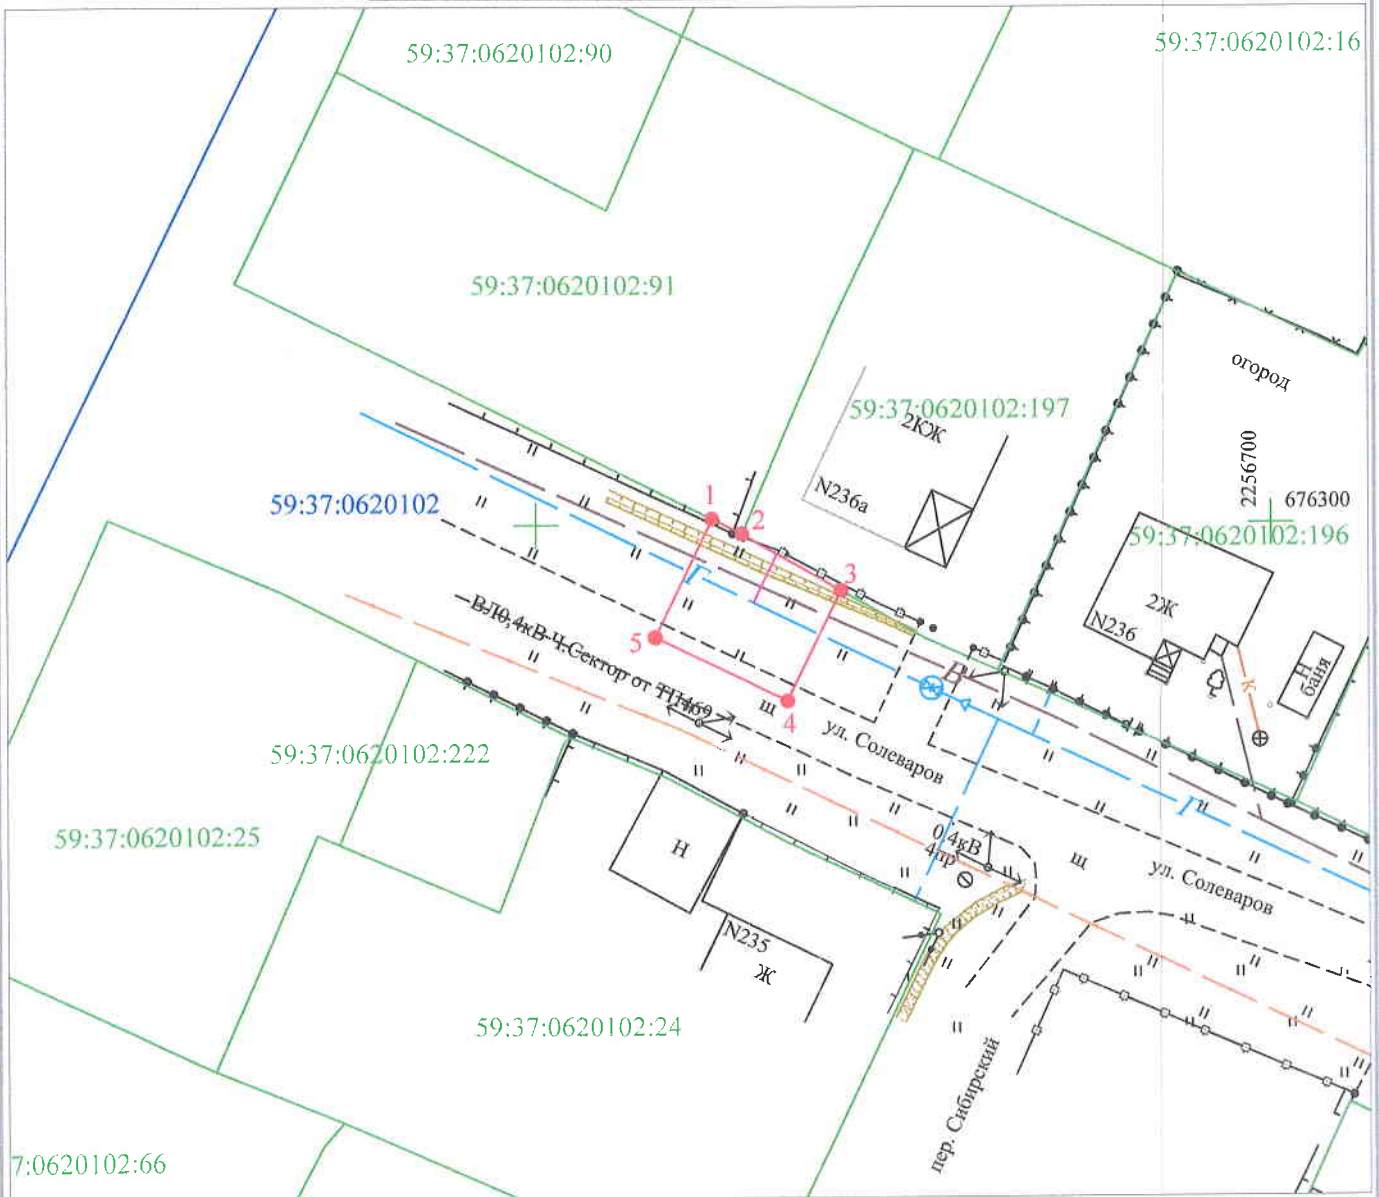 59:37:0620102:90
59:37:0620102:16
59:37:0620102:91
огород
59:37:0620102:197
2КЖ
N236а
2256700
676300
59:37:0620102:196
59:37:0620102
1
2
3
4
5
Г
2Ж
N236
Н
баня
К
ВЛ0,4кВ Ч.Сектор от ТП469
щ
В
ул. Солеваров
59:37:0620102:222
59:37:0620102:25
Н
Г
0,4кВ
4пр
щ
ул. Солеваров
N235
Ж
59:37:0620102:24
пер. Сибирский
7:0620102:66